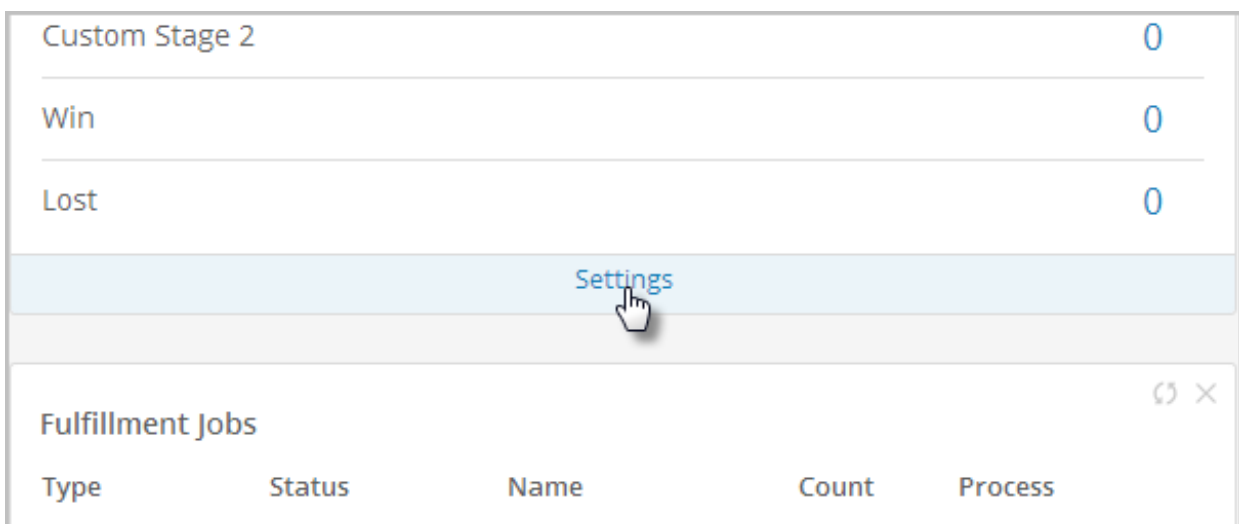 Custom Stage 2 0
Win 0
Lost 0
Settings
Fulfillment Jobs
Type Status Name Count Process